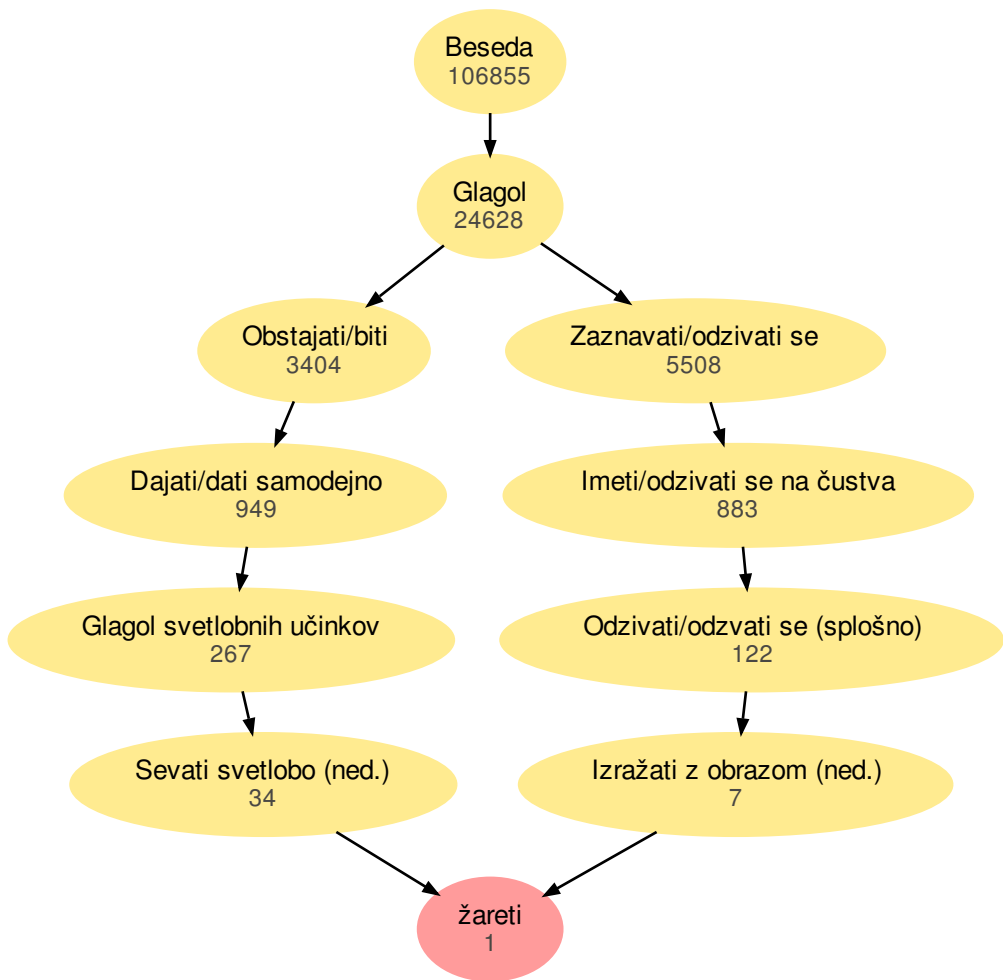 Beseda
106855
Glagol
24628
Obstajati/biti
3404
Zaznavati/odzivati se
5508
Dajati/dati samodejno
949
Imeti/odzivati se na čustva
883
Glagol svetlobnih učinkov
267
Odzivati/odzvati se (splošno)
122
Sevati svetlobo (ned.)
34
Izražati z obrazom (ned.)
7
žareti
1